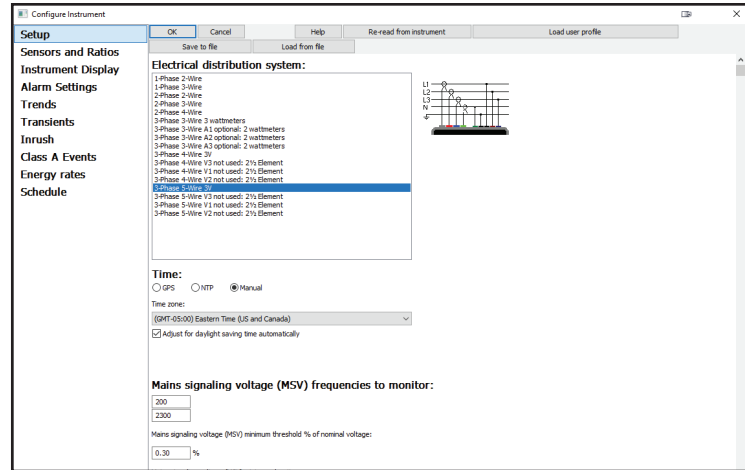 Configure Instrument
Setup
Sensors and Ratios
Instrument Display
Alarm Settings
Trends
Transients
Inrush
Class A Events
Energy rates
Schedule
OK Cancel Help Re-read from instrument Load user profile
Save to file Load from file
Electrical distribution system:
1-Phase 2-Wire
1-Phase 3-Wire
2-Phase 2-Wire
2-Phase 3-Wire
2-Phase 4-Wire
3-Phase 3-Wire 3 wattmeters
3-Phase 3-Wire A1 optional: 2 wattmeters
3-Phase 3-Wire A2 optional: 2 wattmeters
3-Phase 3-Wire A3 optional: 2 wattmeters
3-Phase 4-Wire 3V
3-Phase 4-Wire V3 not used: 2½ Element
3-Phase 4-Wire V1 not used: 2½ Element
3-Phase 4-Wire V2 not used: 2½ Element
3-Phase 5-Wire 3V
3-Phase 5-Wire V3 not used: 2½ Element
3-Phase 5-Wire V1 not used: 2½ Element
3-Phase 5-Wire V2 not used: 2½ Element
L1
L2
L3
N
Time:
GPS NTP Manual
Time zone:
(GMT-05:00) Eastern Time (US and Canada)
Adjust for daylight saving time automatically
Mains signaling voltage (MSV) frequencies to monitor:
200
2300
Mains signaling voltage (MSV) minimum threshold % of nominal voltage:
0.30 %